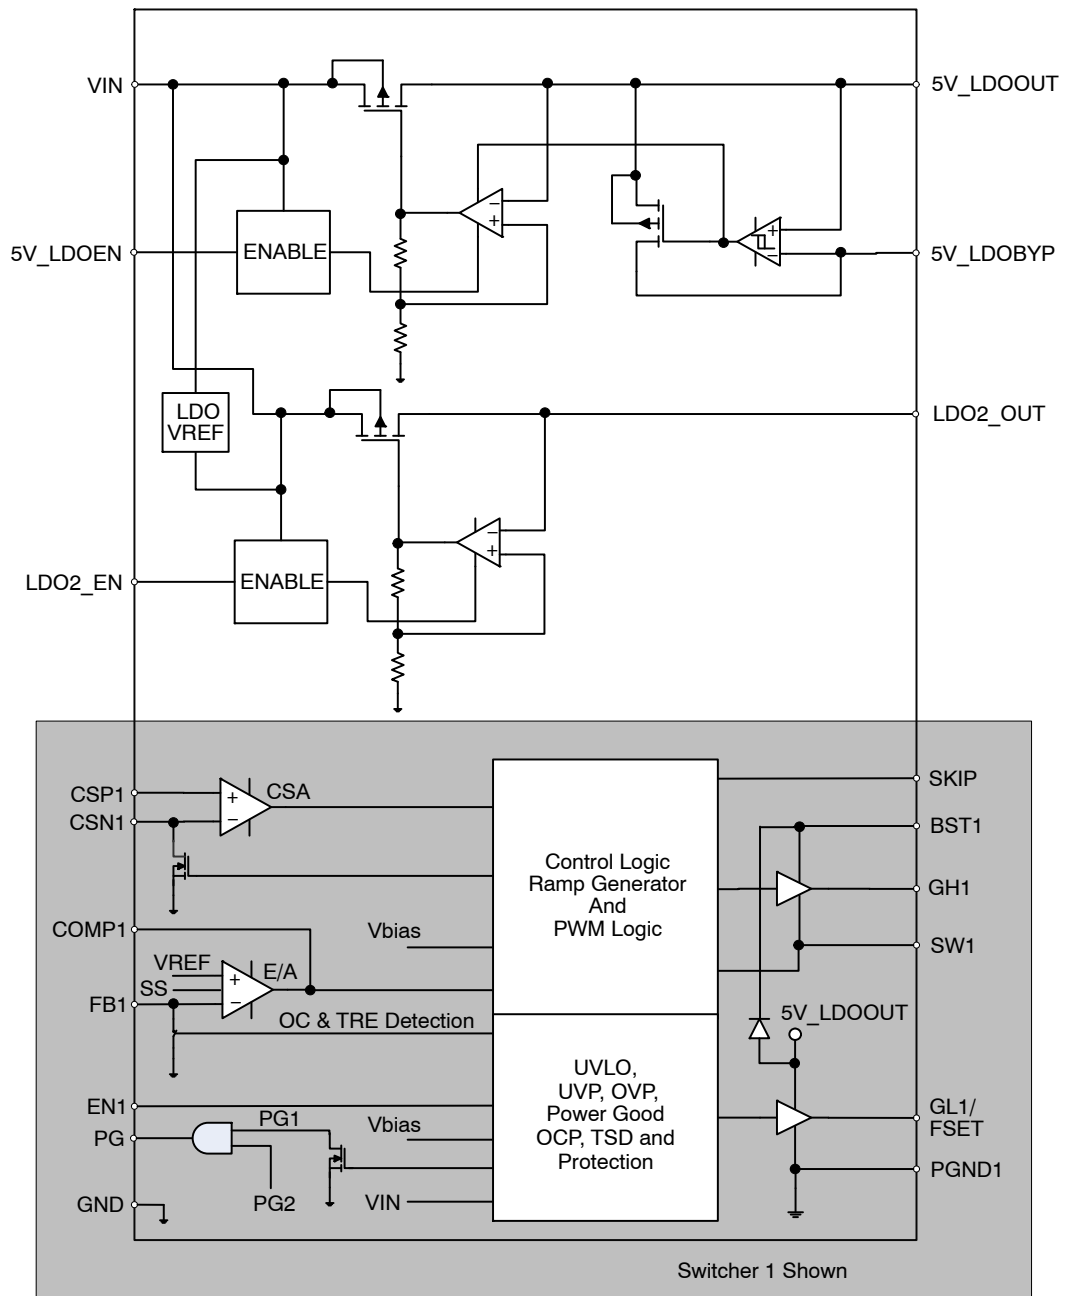 VIN
5V_LDOOUT
5V_LDOEN
ENABLE
5V_LDOBYP
−
+
+
−
LDO
VREF
LDO2_OUT
−
+
LDO2_EN
ENABLE
CSP1
CSN1
+
−
CSA
COMP1
VREF
SS
FB1
+
−
E/A
Vbias
OC & TRE Detection
EN1
PG
PG1
PG2
GND
Vbias
VIN
Control Logic
Ramp Generator
And
PWM Logic
UVLO,
UVP, OVP,
Power Good
OCP, TSD and
Protection
SKIP
BST1
GH1
SW1
5V_LDOOUT
GL1/
FSET
PGND1
Switcher 1 Shown